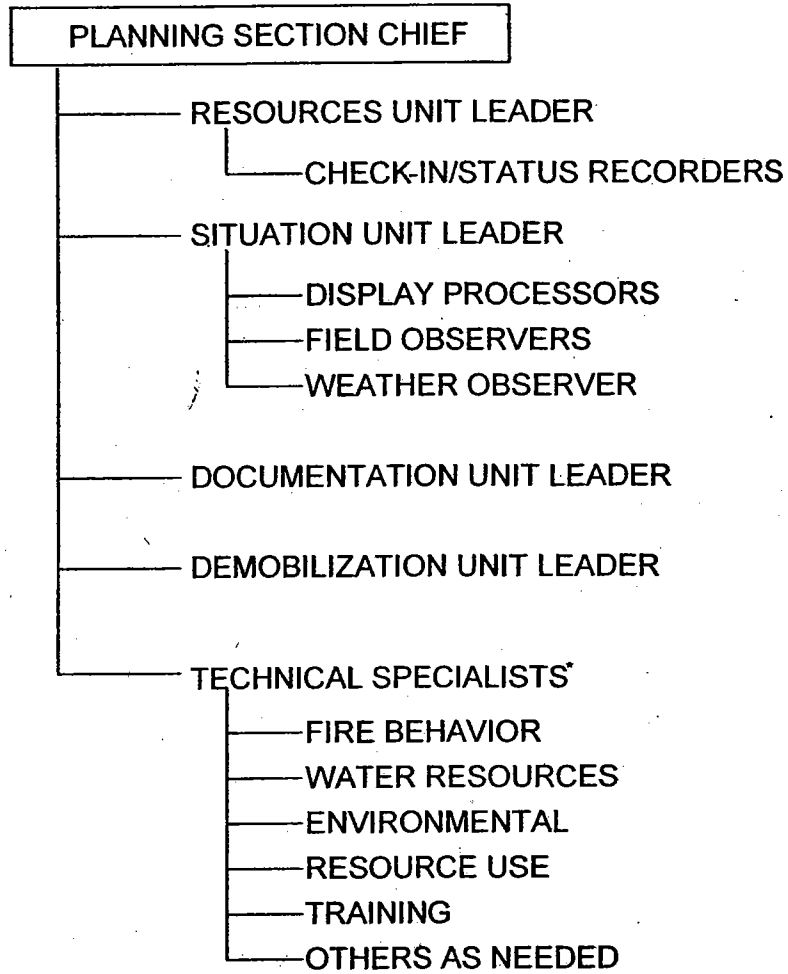 PLANNING SECTION CHIEF
RESOURCES UNIT LEADER
CHECK-IN/STATUS RECORDERS
SITUATION UNIT LEADER
DISPLAY PROCESSORS
FIELD OBSERVERS
WEATHER OBSERVER
DOCUMENTATION UNIT LEADER
DEMOBILIZATION UNIT LEADER
TECHNICAL SPECIALISTS*
FIRE BEHAVIOR
WATER RESOURCES
ENVIRONMENTAL
RESOURCE USE
TRAINING
OTHERS AS NEEDED